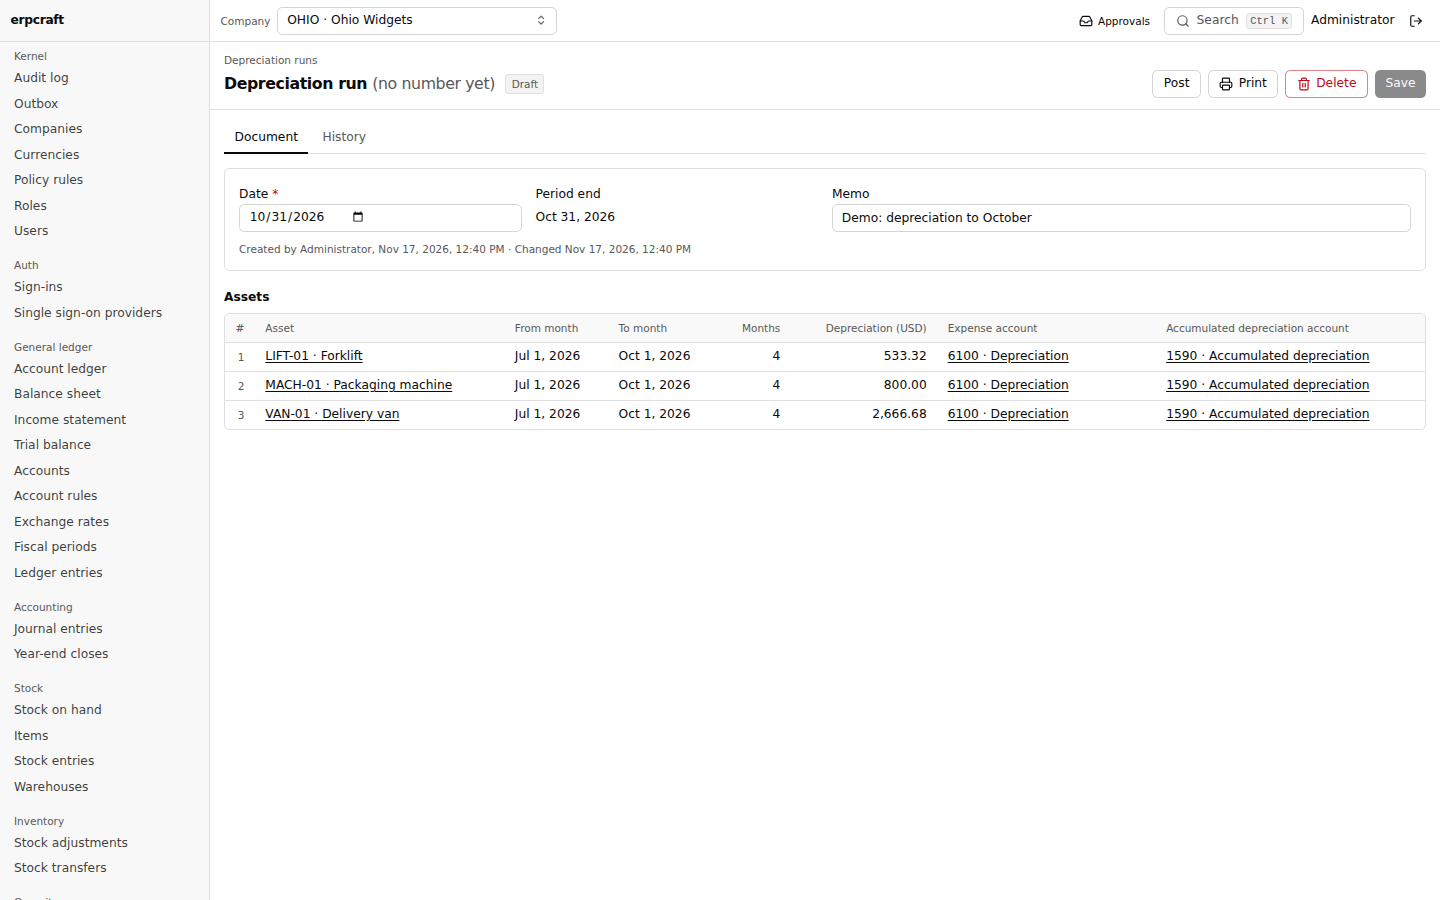 erpcraft
Company
OHIO · Ohio Widgets
Approvals
Search
Ctrl K
Administrator
Kernel
Audit log
Outbox
Companies
Currencies
Policy rules
Roles
Users
Auth
Sign-ins
Single sign-on providers
General ledger
Account ledger
Balance sheet
Income statement
Trial balance
Accounts
Account rules
Exchange rates
Fiscal periods
Ledger entries
Accounting
Journal entries
Year-end closes
Stock
Stock on hand
Items
Stock entries
Warehouses
Inventory
Stock adjustments
Stock transfers
Depreciation runs
Depreciation run (no number yet) Draft
Post
Print
Delete
Save
Document
History
Date *
10/31/2026
Period end
Oct 31, 2026
Memo
Demo: depreciation to October
Created by Administrator, Nov 17, 2026, 12:40 PM · Changed Nov 17, 2026, 12:40 PM
Assets
# Asset From month To month Months Depreciation (USD) Expense account Accumulated depreciation account
1 LIFT-01 · Forklift Jul 1, 2026 Oct 1, 2026 4 533.32 6100 · Depreciation 1590 · Accumulated depreciation
2 MACH-01 · Packaging machine Jul 1, 2026 Oct 1, 2026 4 800.00 6100 · Depreciation 1590 · Accumulated depreciation
3 VAN-01 · Delivery van Jul 1, 2026 Oct 1, 2026 4 2,666.68 6100 · Depreciation 1590 · Accumulated depreciation